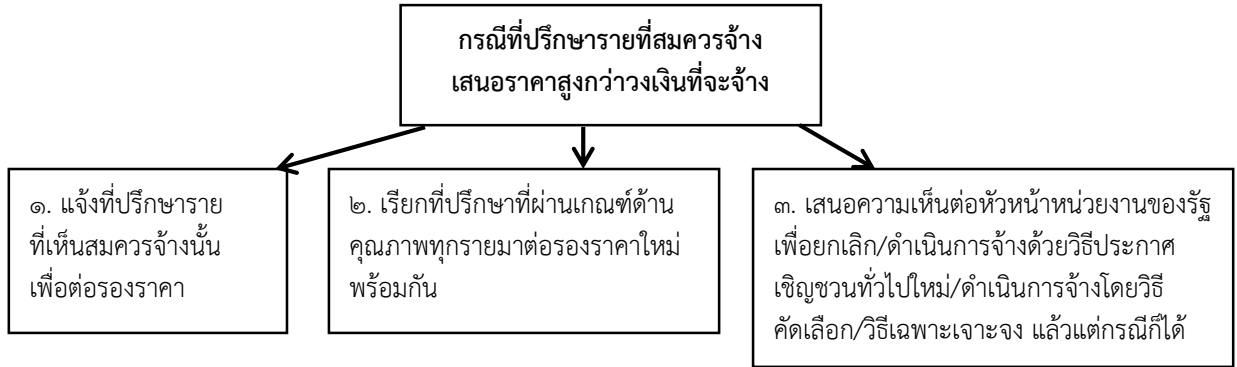 กรณีที่ปรึกษารายที่สมควรจ้าง
เสนอราคาสูงกว่าวงเงินที่จะจ้าง
๑. แจ้งที่ปรึกษาราย
ที่เห็นสมควรจ้างนั้น
เพื่อต่อรองราคา
๒. เรียกที่ปรึกษาที่ผ่านเกณฑ์ด้าน
คุณภาพทุกรายมาต่อรองราคาใหม่
พร้อมกัน
๓. เสนอความเห็นต่อหัวหน้าหน่วยงานของรัฐ
เพื่อยกเลิก/ดำเนินการจ้างด้วยวิธีประกาศ
เชิญชวนทั่วไปใหม่/ดำเนินการจ้างโดยวิธี
คัดเลือก/วิธีเฉพาะเจาะจง แล้วแต่กรณีก็ได้